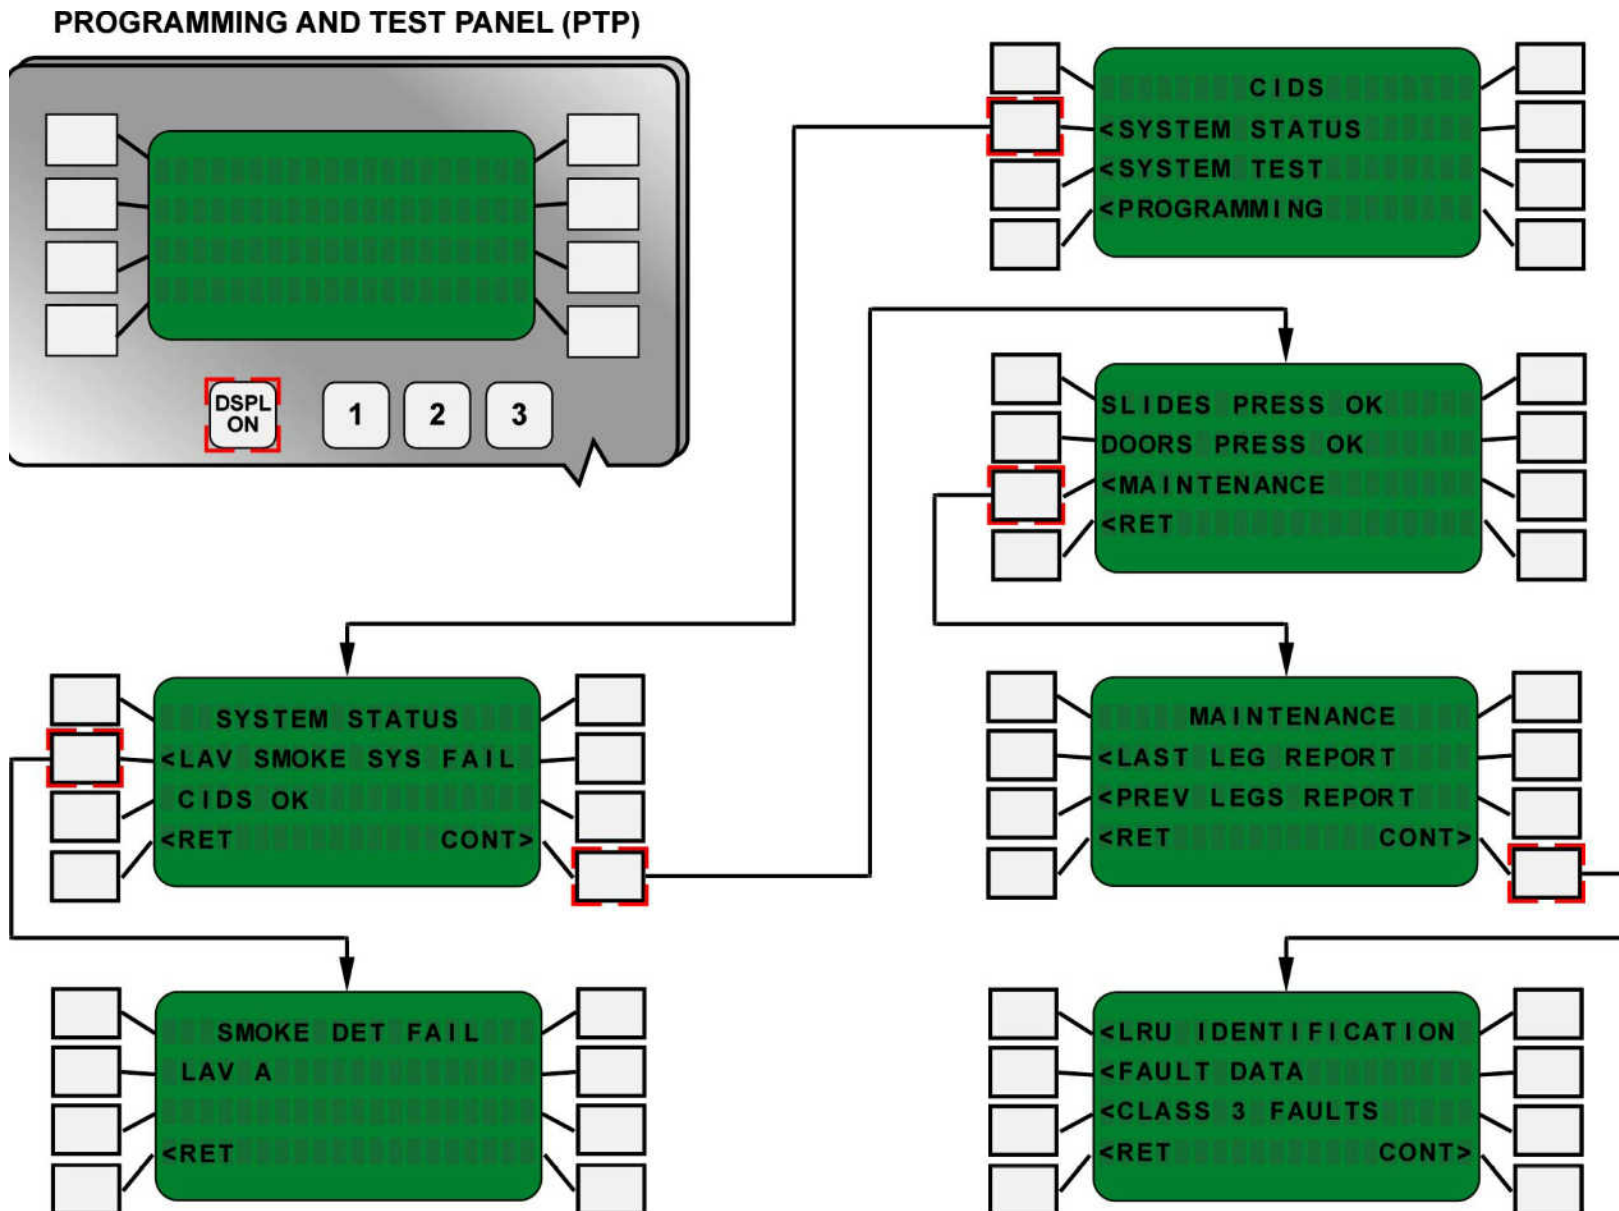 PROGRAMMING AND TEST PANEL (PTP)
DSPL
ON
1
2
3
CIDS
<SYSTEM STATUS
<SYSTEM TEST
<PROGRAMMING
SLIDES PRESS OK
DOORS PRESS OK
<MAINTENANCE
<RET
SYSTEM STATUS
<LAV SMOKE SYS FAIL
CIDS OK
<RET CONT>
MAINTENANCE
<LAST LEG REPORT
<PREV LEGS REPORT
<RET CONT>
SMOKE DET FAIL
LAV A
<RET
<LRU IDENTIFICATION
<FAULT DATA
<CLASS 3 FAULTS
<RET CONT>